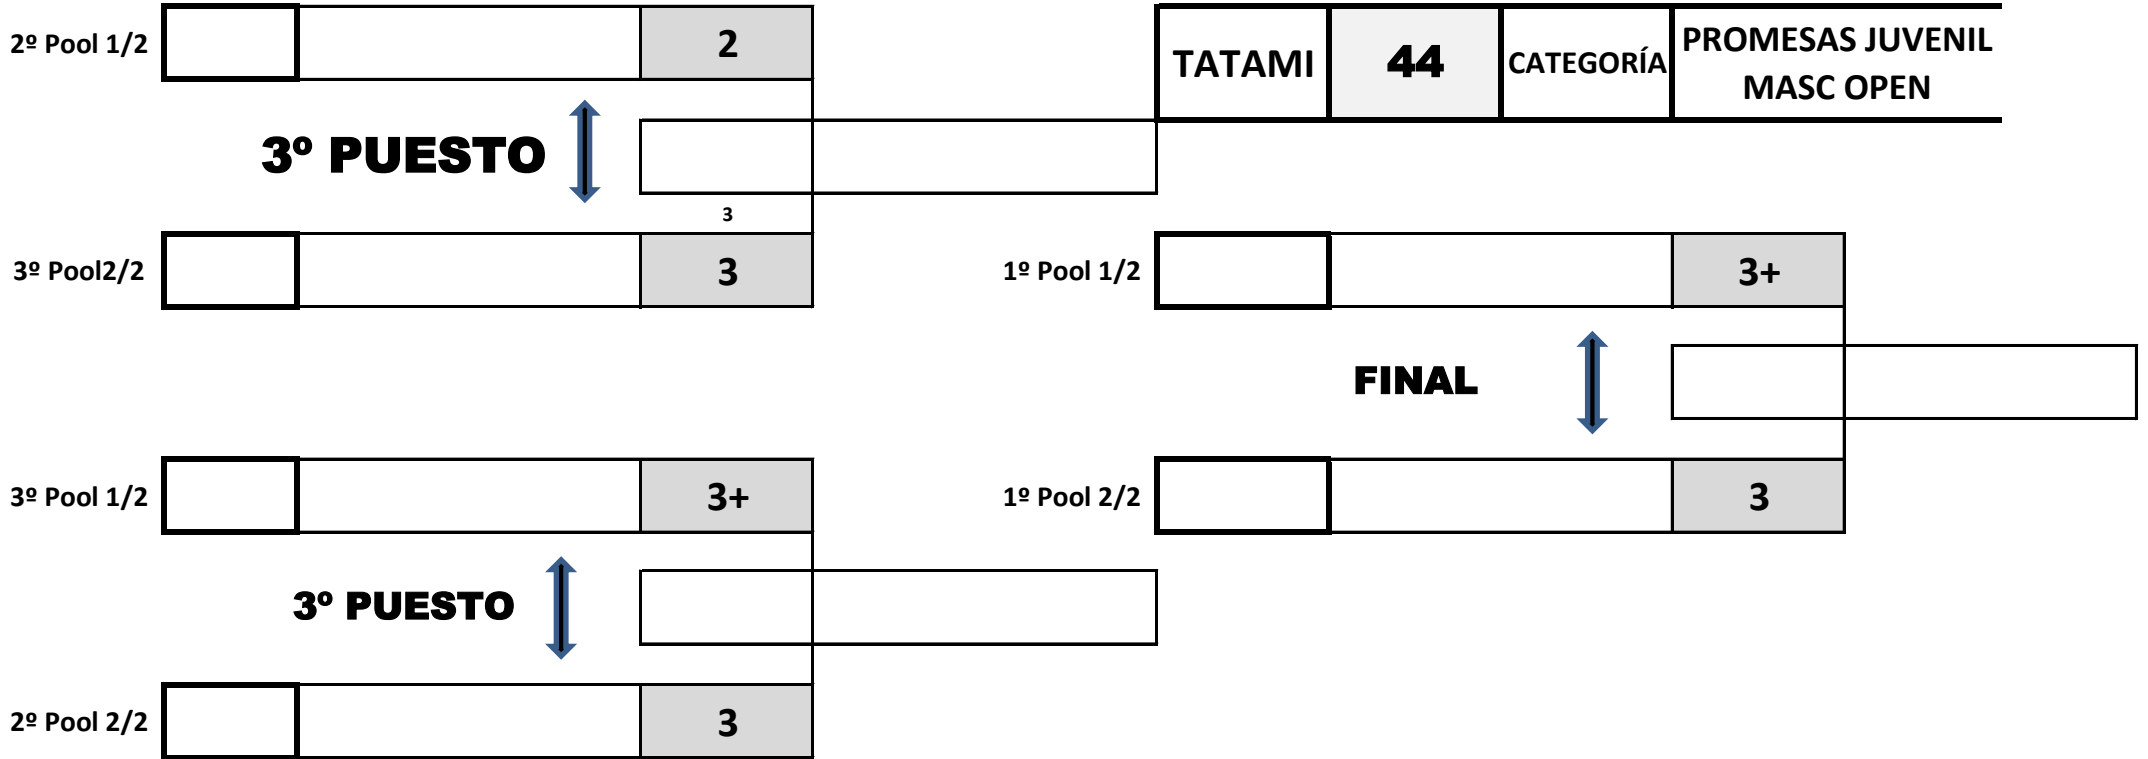 2º Pool 1/2
2
TATAMI
44
CATEGORÍA
PROMESAS JUVENIL
MASC OPEN
3º PUESTO
3
3º Pool2/2
3
1º Pool 1/2
3+
FINAL
3º Pool 1/2
3+
1º Pool 2/2
3
3º PUESTO
2º Pool 2/2
3